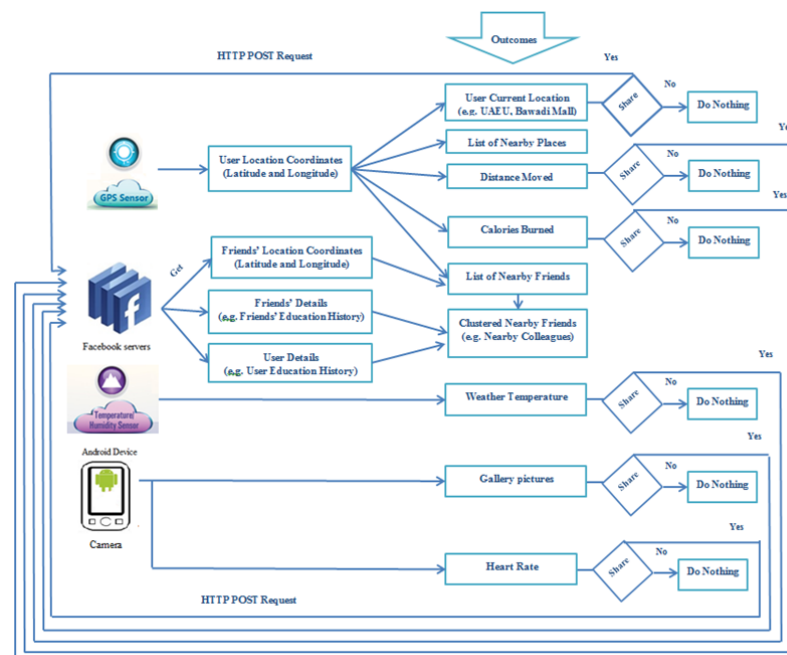 Outcomes
HTTP POST Request
Yes
User Current Location
(e.g. UAEU, Bawadi Mall)
Share
No
Do Nothing
List of Nearby Places
Ye
GPS Sensor
User Location Coordinates
(Latitude and Longitude)
Distance Moved
Share
No
Do Nothing
Yes
Calories Burned
Share
No
Do Nothing
Get
Friends' Location Coordinates
(Latitude and Longitude)
List of Nearby Friends
Facebook servers
Friends' Details
(e.g. Friends' Education History)
Clustered Nearby Friends
(e.g. Nearby Colleagues)
User Details
(e.g. User Education History)
Yes
Temperature/
Humidity Sensor
Weather Temperature
Share
No
Do Nothing
Yes
Android Device
Camera
Gallery pictures
Share
No
Do Nothing
Yes
Heart Rate
Share
No
Do Nothing
HTTP POST Request